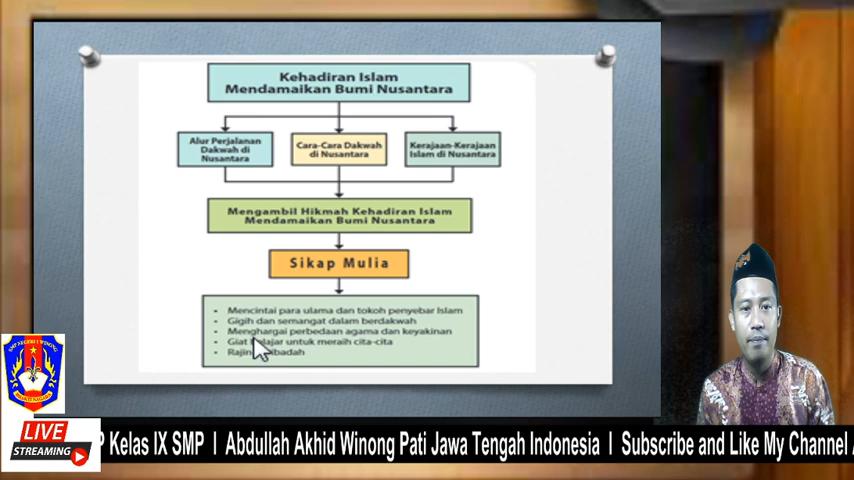 Kehadiran Islam
Mendamaikan Bumi Nusantara
Alur Perjalanan
Dakwah di
Nusantara
Cara-Cara Dakwah
di Nusantara
Kerajaan-Kerajaan
Islam di Nusantara
Mengambil Hikmah Kehadiran Islam
Mendamaikan Bumi Nusantara
Sikap Mulia
• Mencintai para ulama dan tokoh penyebar Islam
• Gigih dan semangat dalam berdakwah
• Menghargai perbedaan agama dan keyakinan
• Giat belajar untuk meraih cita-cita
• Rajin
LIVE
STREAMING
P Kelas IX SMP I Abdullah Akhid Winong Pati Jawa Tengah Indonesia I Subscribe and Like My Channel